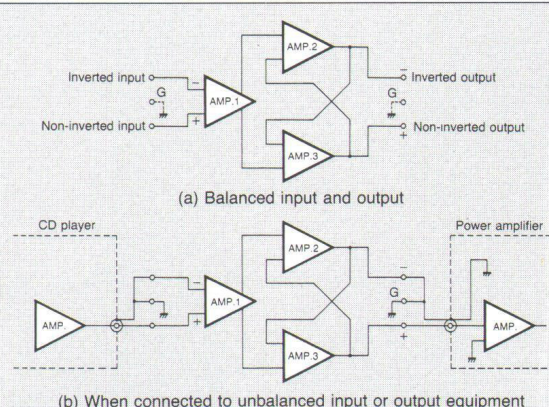 AMP.2
Inverted input
−
−
Inverted output
G
AMP.1
G
Non-inverted input
+
+
Non-inverted output
AMP.3
(a) Balanced input and output
CD player
Power amplifier
AMP.2
−
−
AMP.1
G
AMP.
+
+
AMP.
AMP.3
(b) When connected to unbalanced input or output equipment